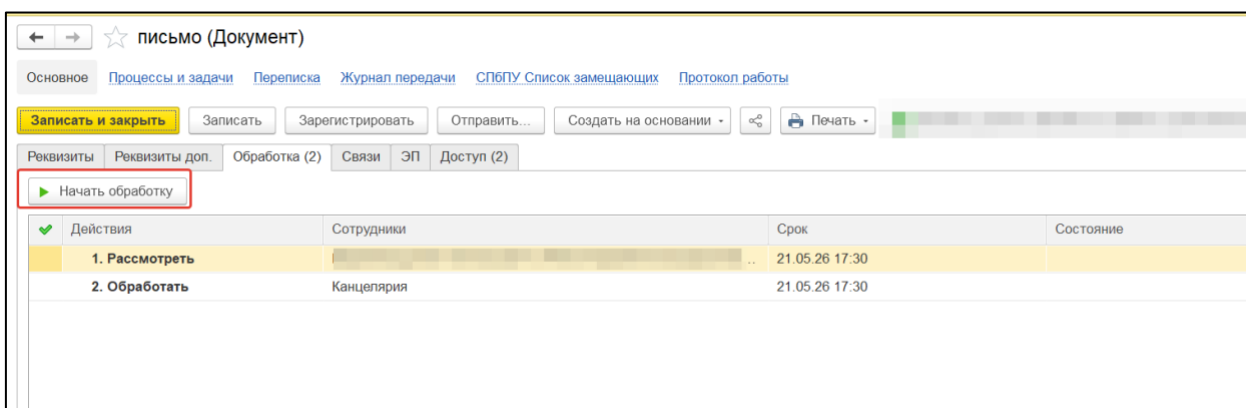 письмо (Документ)
Основное Процессы и задачи Переписка Журнал передачи СПбПУ Список замещающих Протокол работы
Записать и закрыть Записать Зарегистрировать Отправить... Создать на основании Печать
Реквизиты Реквизиты доп. Обработка (2) Связи ЭП Доступ (2)
Начать обработку
Действия Сотрудники Срок Состояние
1. Рассмотреть .. 21.05.26 17:30
2. Обработать Канцелярия 21.05.26 17:30